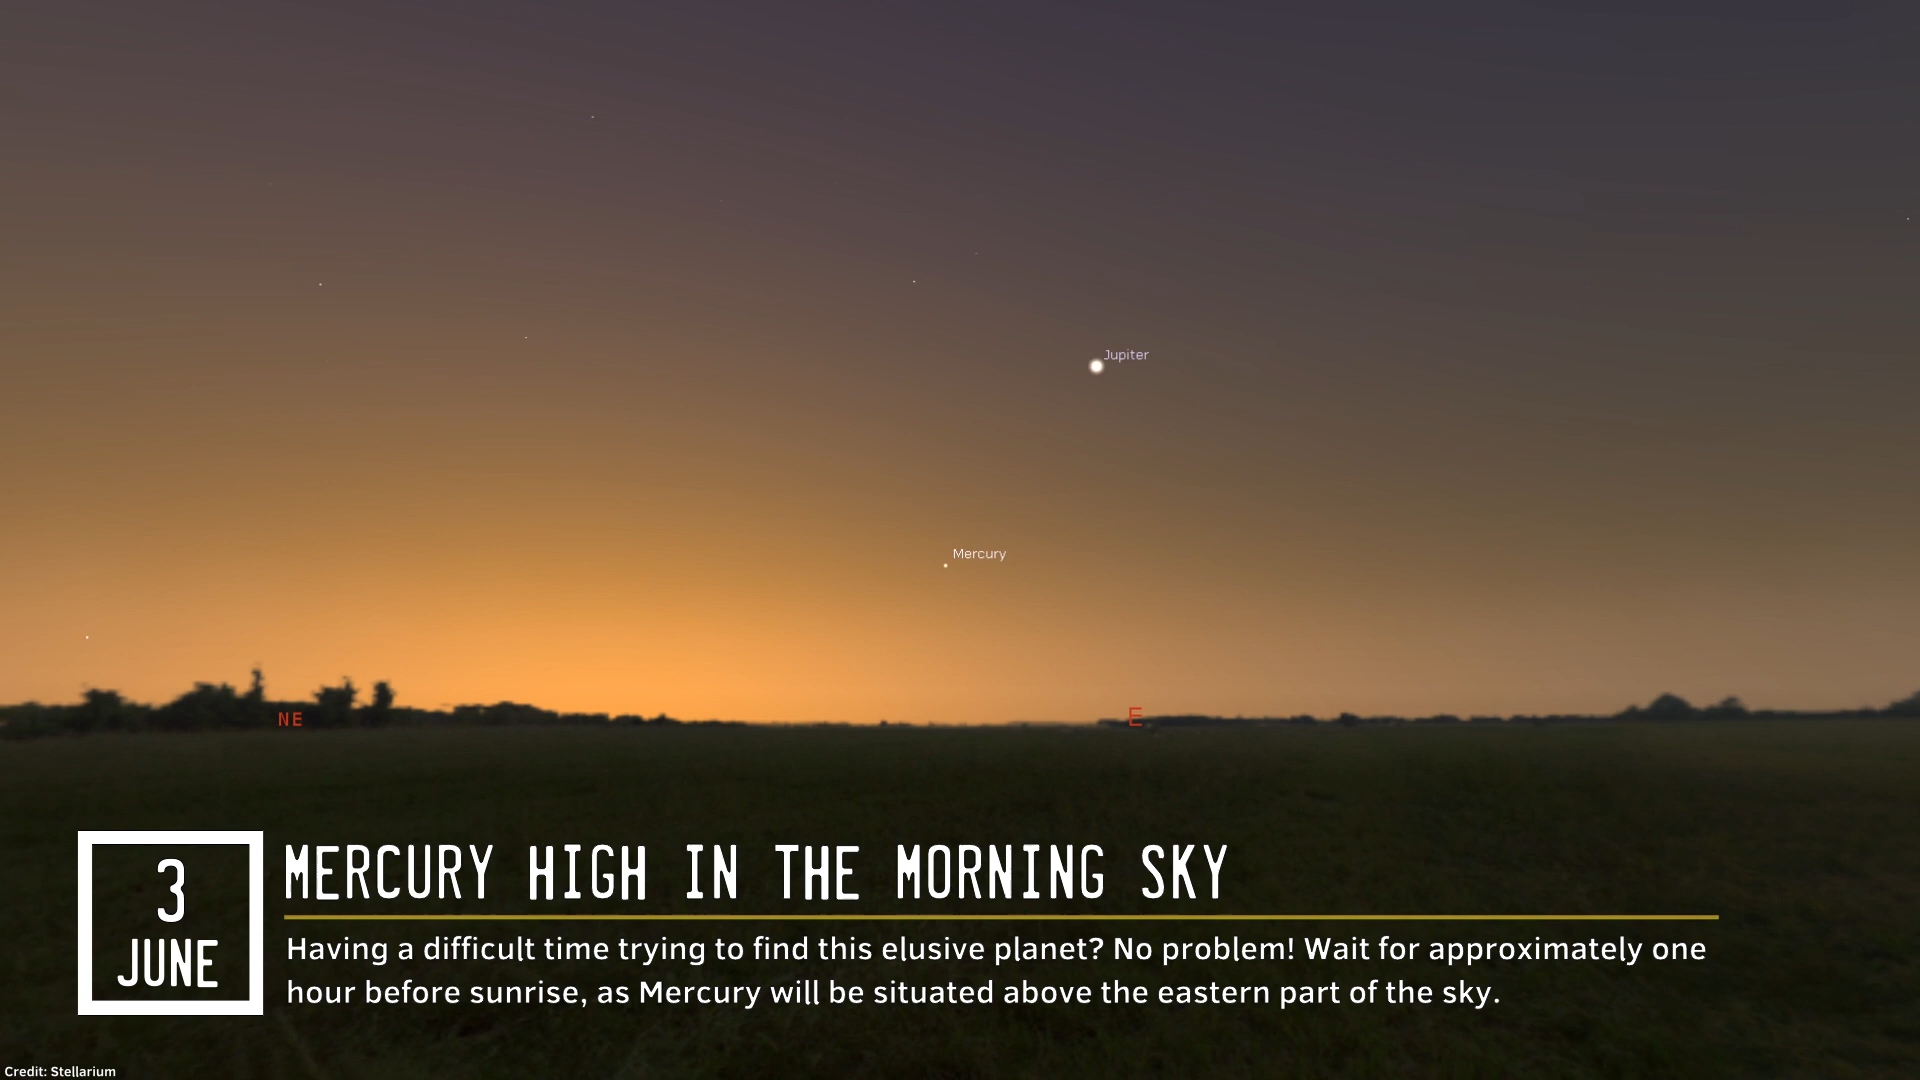 Jupiter
Mercury
NE
E
3
JUNE
MERCURY HIGH IN THE MORNING SKY
Having a difficult time trying to find this elusive planet? No problem! Wait for approximately one
hour before sunrise, as Mercury will be situated above the eastern part of the sky.
Credit: Stellarium